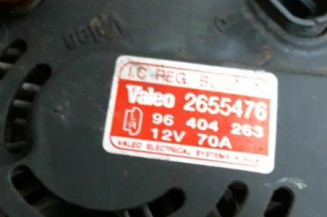 I.C REG.
Valeo 2655476
96 404 263
12V 70A
VALEO ELECTRICAL SYSTEMS